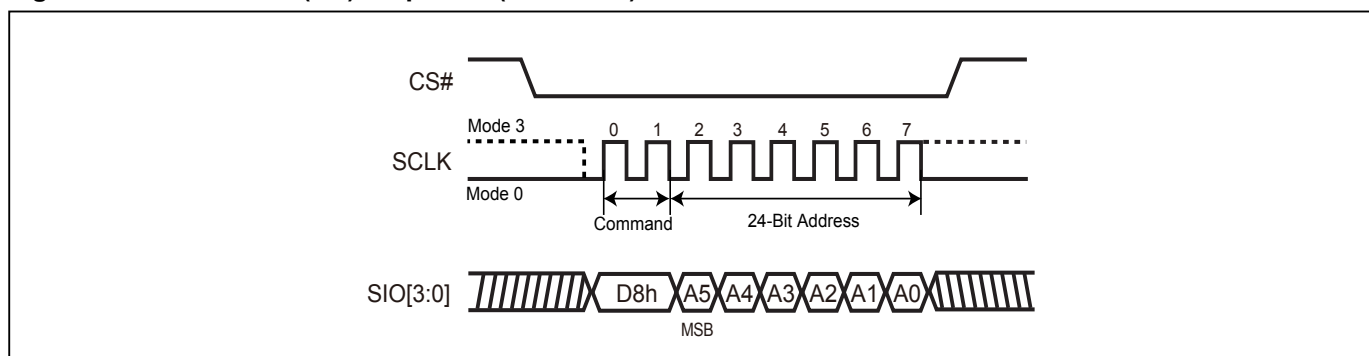 CS#
Mode 3
0 1 2 3 4 5 6 7
SCLK
Mode 0
Command
24-Bit Address
SIO[3:0]
D8h A5 A4 A3 A2 A1 A0
MSB